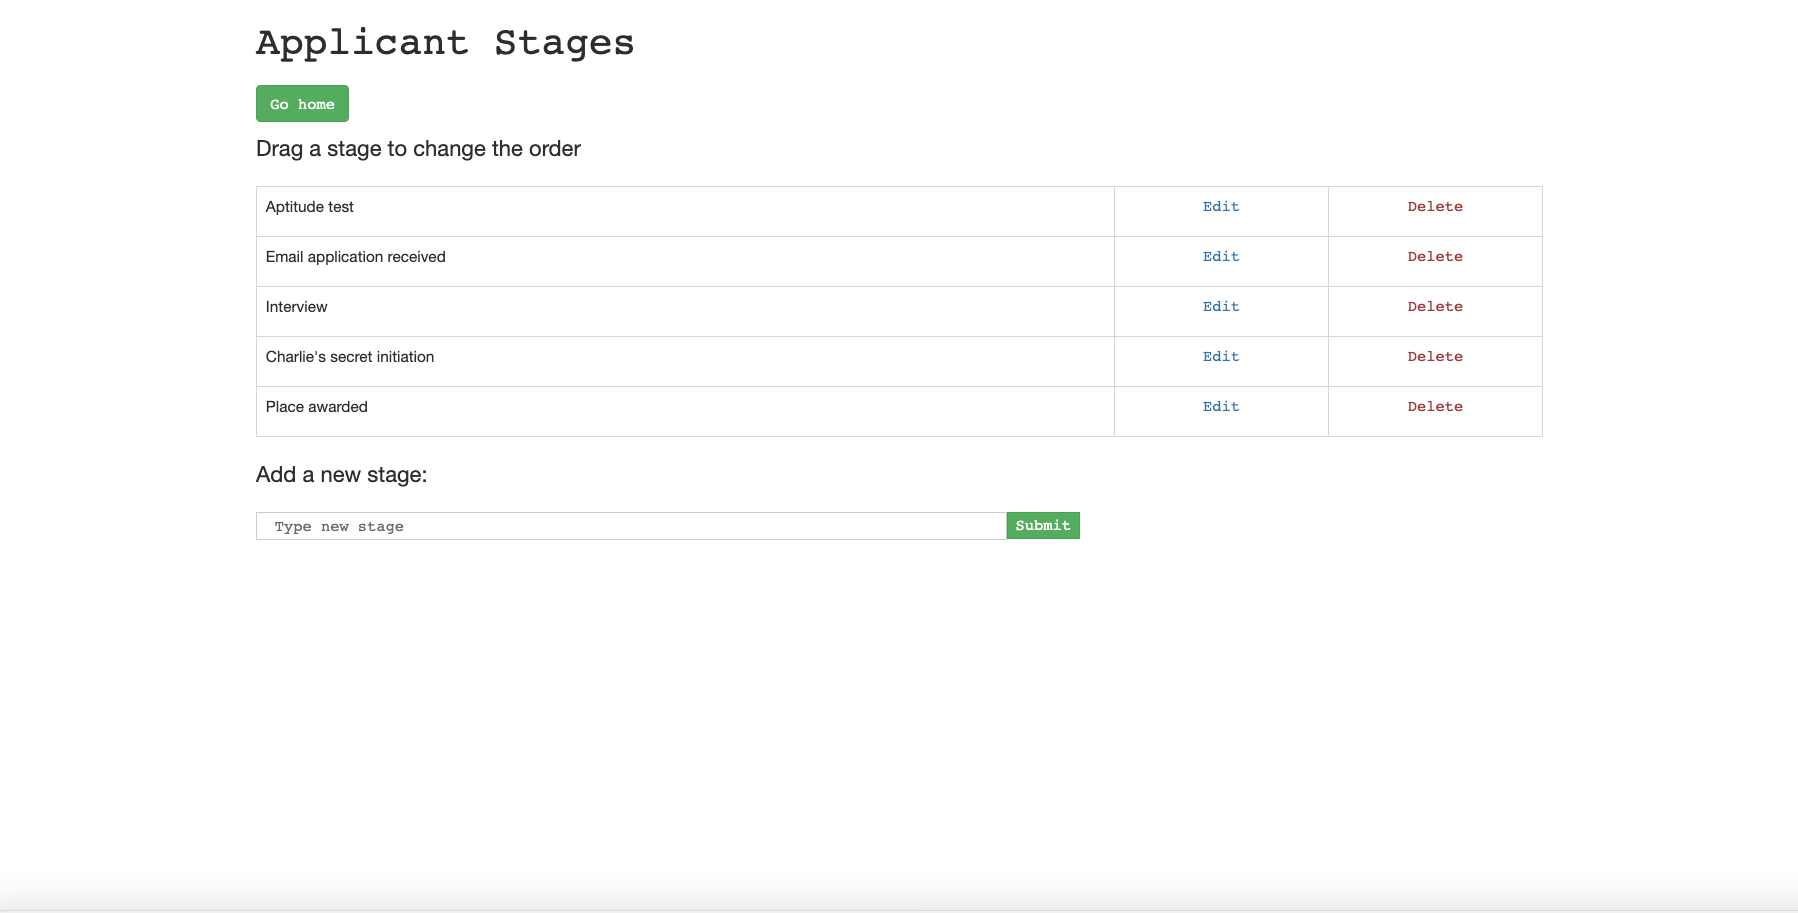 Applicant Stages
Go home
Drag a stage to change the order
Aptitude test Edit Delete
Email application received Edit Delete
Interview Edit Delete
Charlie's secret initiation Edit Delete
Place awarded Edit Delete
Add a new stage:
Type new stage Submit